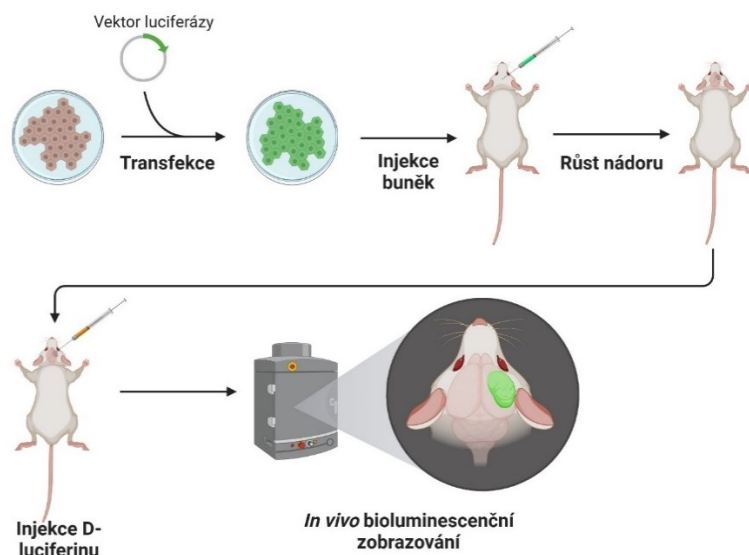 Vektor luciferázy
Transfekce
Injekce
buněk
Růst nádoru
Injekce D-
luciferinu
In vivo bioluminescenční
zobrazování